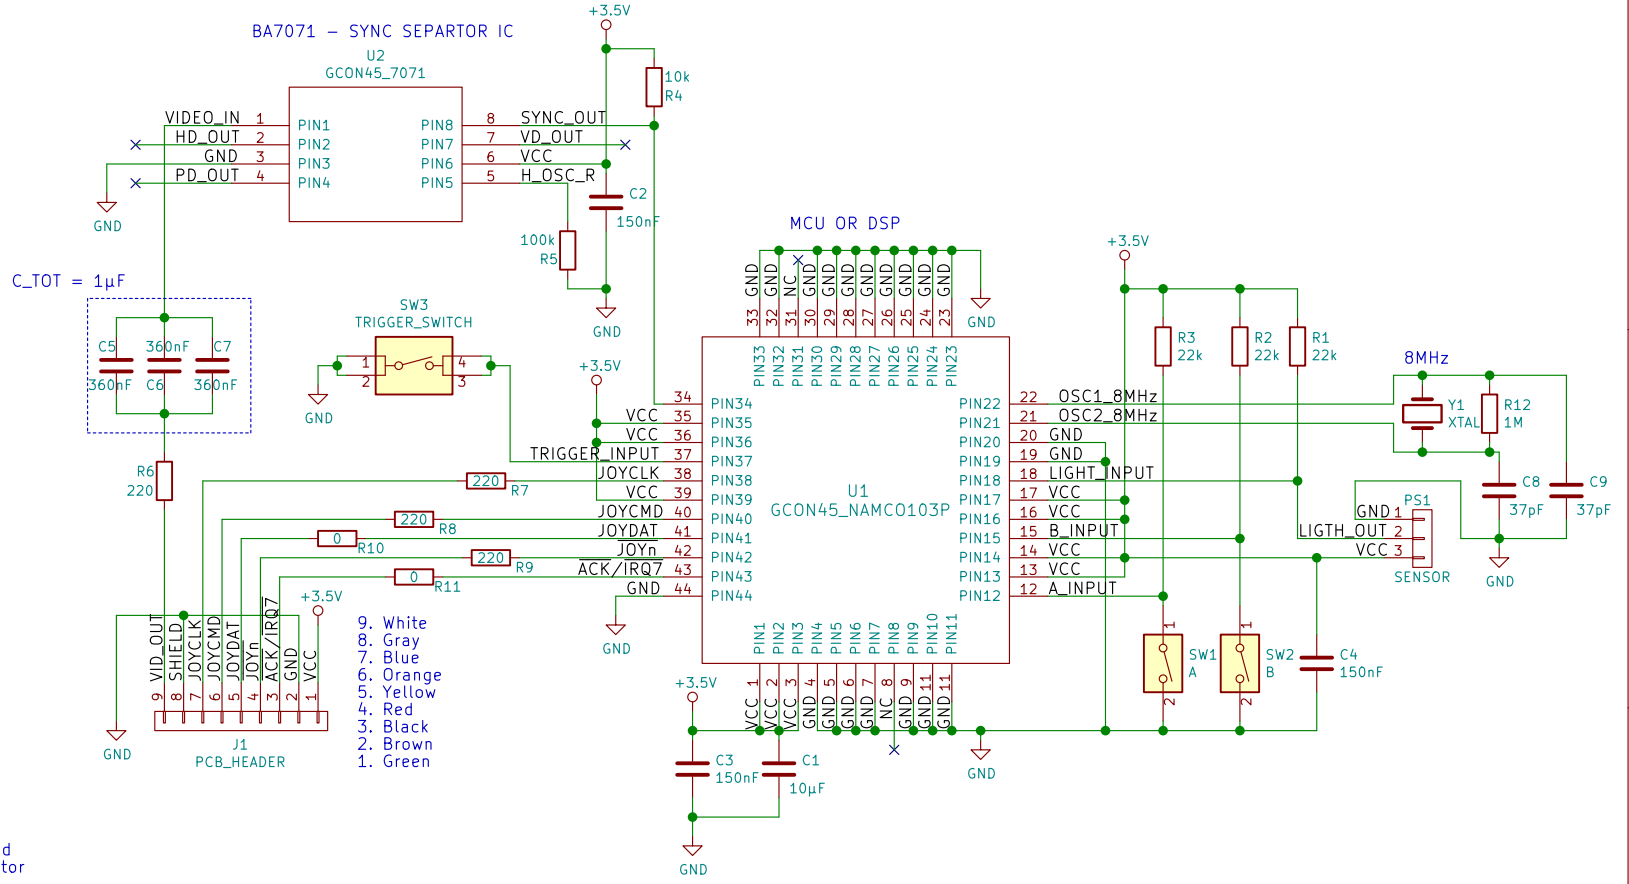 +3.5V
BA7071 - SYNC SEPARTOR IC
U2
GCON45_7071
10k
R4
VIDEO_IN 1 PIN1
HD_OUT 2 PIN2
GND 3 PIN3
PD_OUT 4 PIN4
PIN8 8 SYNC_OUT
PIN7 7 VD_OUT
PIN6 6 VCC
PIN5 5 H_OSC_R
GND
C2
150nF
100k
R5
GND
C_TOT = 1µF
C5
360nF
C7
360nF
C6
360nF
SW3
TRIGGER_SWITCH
1
2
4
3
GND
+3.5V
R6
220
MCU OR DSP
GND 33 PIN33
GND 32 PIN32
NC 31 PIN31
GND 30 PIN30
GND 29 PIN29
GND 28 PIN28
GND 27 PIN27
GND 26 PIN26
GND 25 PIN25
GND 24 PIN24
GND 23 PIN23
GND
34 PIN34
VCC 35 PIN35
VCC 36 PIN36
TRIGGER_INPUT 37 PIN37
JOYCLK 38 PIN38
VCC 39 PIN39
JOYCMD 40 PIN40
JOYDAT 41 PIN41
JOYn 42 PIN42
ACK/IRQ7 43 PIN43
GND 44 PIN44
220
R7
220
R8
0
R10
220
R9
0
R11
GND
U1
GCON45_NAMCO103P
PIN22 22 OSC1_8MHz
PIN21 21 OSC2_8MHz
PIN20 20 GND
PIN19 19 GND
PIN18 18 LIGHT_INPUT
PIN17 17 VCC
PIN16 16 VCC
PIN15 15 B_INPUT
PIN14 14 VCC
PIN13 13 VCC
PIN12 12 A_INPUT
PIN1 1 VCC
PIN2 2 VCC
PIN3 3 VCC
PIN4 4 GND
PIN5 5 GND
PIN6 6 GND
PIN7 7 GND
PIN8 8 NC
PIN9 9 GND
PIN10 11 GND
PIN11 11 GND
+3.5V
R3
22k
R2
22k
R1
22k
8MHz
Y1
XTAL
R12
1M
C8
37pF
C9
37pF
PS1
GND 1
LIGTH_OUT 2
VCC 3
SENSOR
GND
1
SW1
A
2
1
SW2
B
2
C4
150nF
+3.5V
VID_OUT 9
SHIELD 8
JOYCLK 7
JOYCMD 6
JOYDAT 5
JOYn 4
ACK/IRQ7 3
GND 2
VCC 1
GND
J1
PCB_HEADER
9. White
8. Gray
7. Blue
6. Orange
5. Yellow
4. Red
3. Black
2. Brown
1. Green
+3.5V
C3
150nF
C1
10µF
GND
GND
d
tor